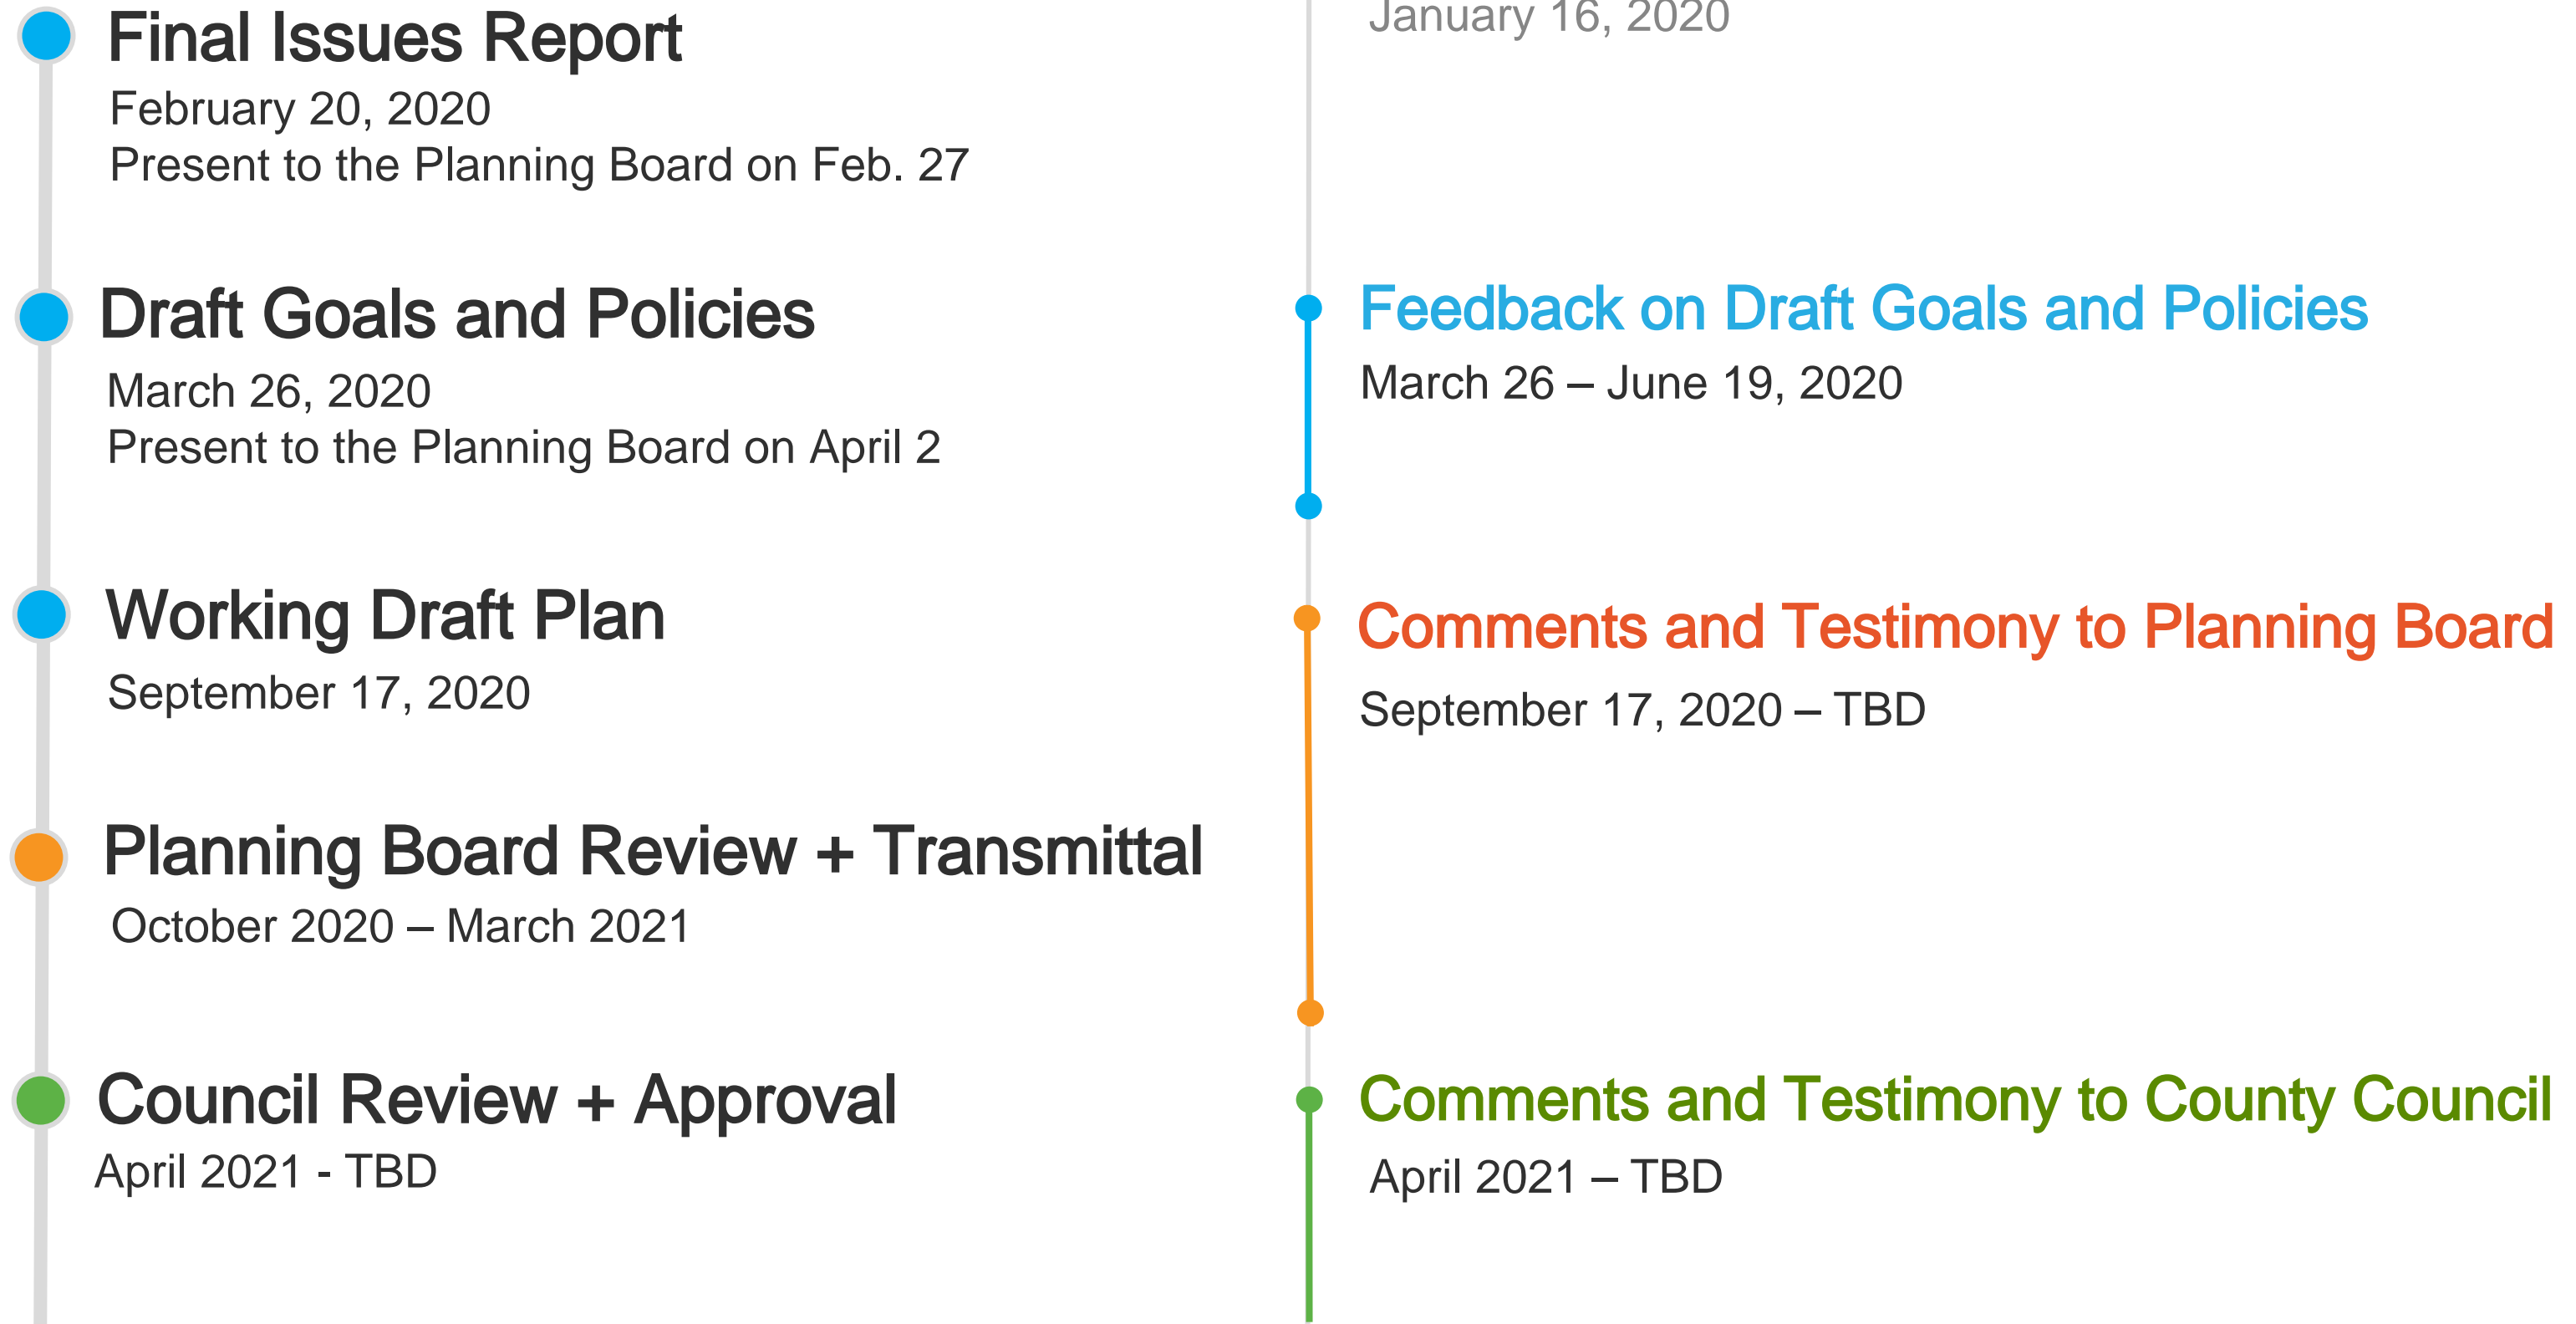 Final Issues Report
February 20, 2020
Present to the Planning Board on Feb. 27
Draft Goals and Policies
March 26, 2020
Present to the Planning Board on April 2
Working Draft Plan
September 17, 2020
Planning Board Review + Transmittal
October 2020 – March 2021
Council Review + Approval
April 2021 - TBD
January 16, 2020
Feedback on Draft Goals and Policies
March 26 – June 19, 2020
Comments and Testimony to Planning Board
September 17, 2020 – TBD
Comments and Testimony to County Council
April 2021 – TBD